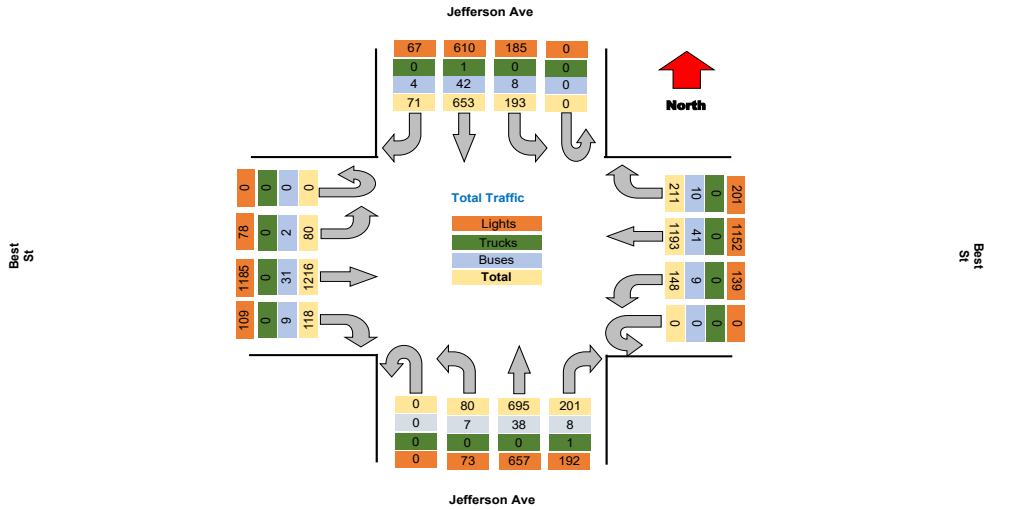 Jefferson Ave
67 610 185 0
0 1 0 0
4 42 8 0
71 653 193 0
North
0 0 0 0
78 0 2 80
1185 0 31 1216
109 0 9 118
Best
St
Total Traffic
Lights
Trucks
Buses
Total
211 10 0 201
1193 41 0 1152
148 9 0 139
0 0 0 0
Best
St
0 80 695 201
0 7 38 8
0 0 0 1
0 73 657 192
Jefferson Ave